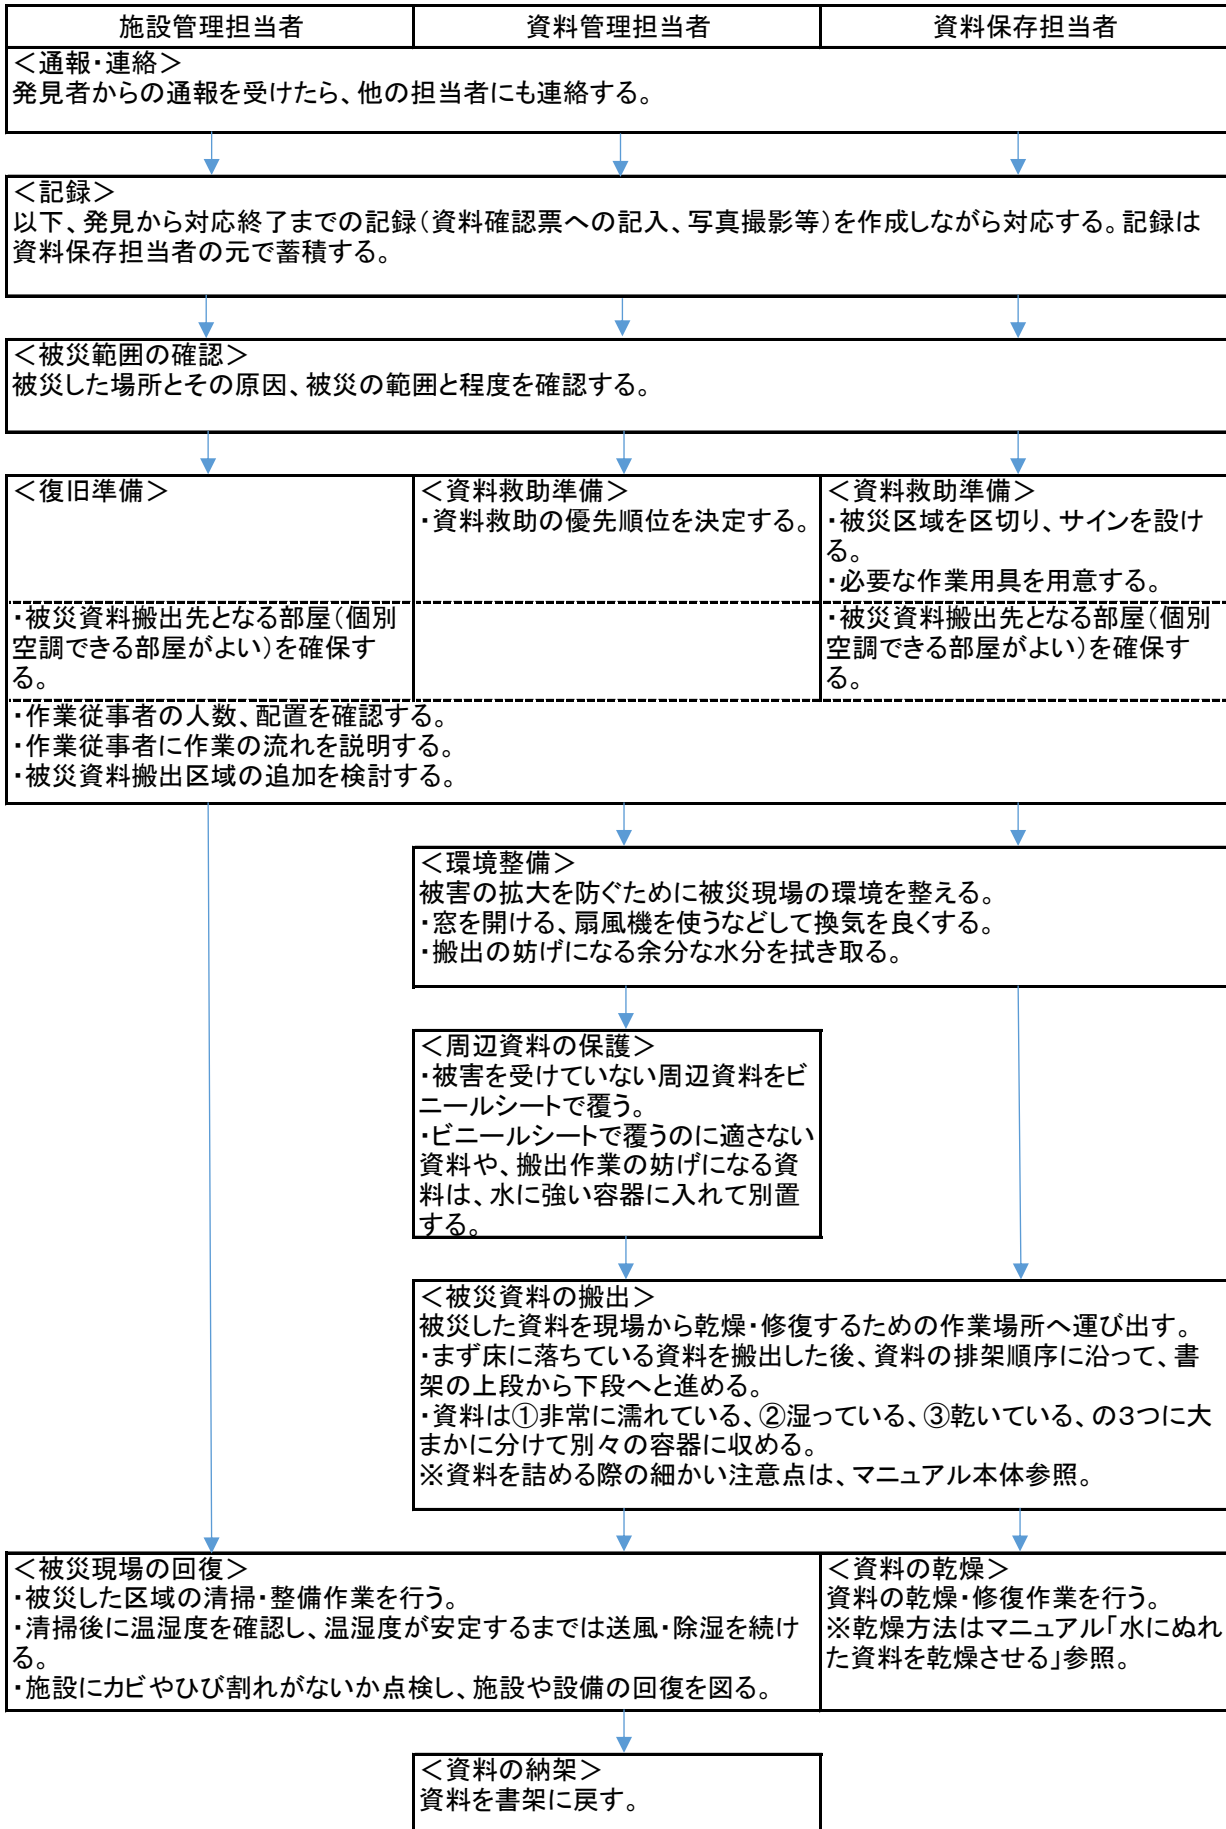 施設管理担当者
資料管理担当者
資料保存担当者
＜通報・連絡＞
発見者からの通報を受けたら、他の担当者にも連絡する。
＜記録＞
以下、発見から対応終了までの記録（資料確認票への記入、写真撮影等）を作成しながら対応する。記録は
資料保存担当者の元で蓄積する。
＜被災範囲の確認＞
被災した場所とその原因、被災の範囲と程度を確認する。
＜復旧準備＞
＜資料救助準備＞
・資料救助の優先順位を決定する。
＜資料救助準備＞
・被災区域を区切り、サインを設け
る。
・必要な作業用具を用意する。
・被災資料搬出先となる部屋（個別
空調できる部屋がよい）を確保す
る。
・被災資料搬出先となる部屋（個別
空調できる部屋がよい）を確保す
る。
・作業従事者の人数、配置を確認する。
・作業従事者に作業の流れを説明する。
・被災資料搬出区域の追加を検討する。
＜環境整備＞
被害の拡大を防ぐために被災現場の環境を整える。
・窓を開ける、扇風機を使うなどして換気を良くする。
・搬出の妨げになる余分な水分を拭き取る。
＜周辺資料の保護＞
・被害を受けていない周辺資料をビ
ニールシートで覆う。
・ビニールシートで覆うのに適さない
資料や、搬出作業の妨げになる資
料は、水に強い容器に入れて別置
する。
＜被災資料の搬出＞
被災した資料を現場から乾燥・修復するための作業場所へ運び出す。
・まず床に落ちている資料を搬出した後、資料の排架順序に沿って、書
架の上段から下段へと進める。
・資料は①非常に濡れている、②湿っている、③乾いている、の３つに大
まかに分けて別々の容器に収める。
※資料を詰める際の細かい注意点は、マニュアル本体参照。
＜被災現場の回復＞
・被災した区域の清掃・整備作業を行う。
・清掃後に温湿度を確認し、温湿度が安定するまでは送風・除湿を続け
る。
・施設にカビやひび割れがないか点検し、施設や設備の回復を図る。
＜資料の乾燥＞
資料の乾燥・修復作業を行う。
※乾燥方法はマニュアル「水にぬれ
た資料を乾燥させる」参照。
＜資料の納架＞
資料を書架に戻す。